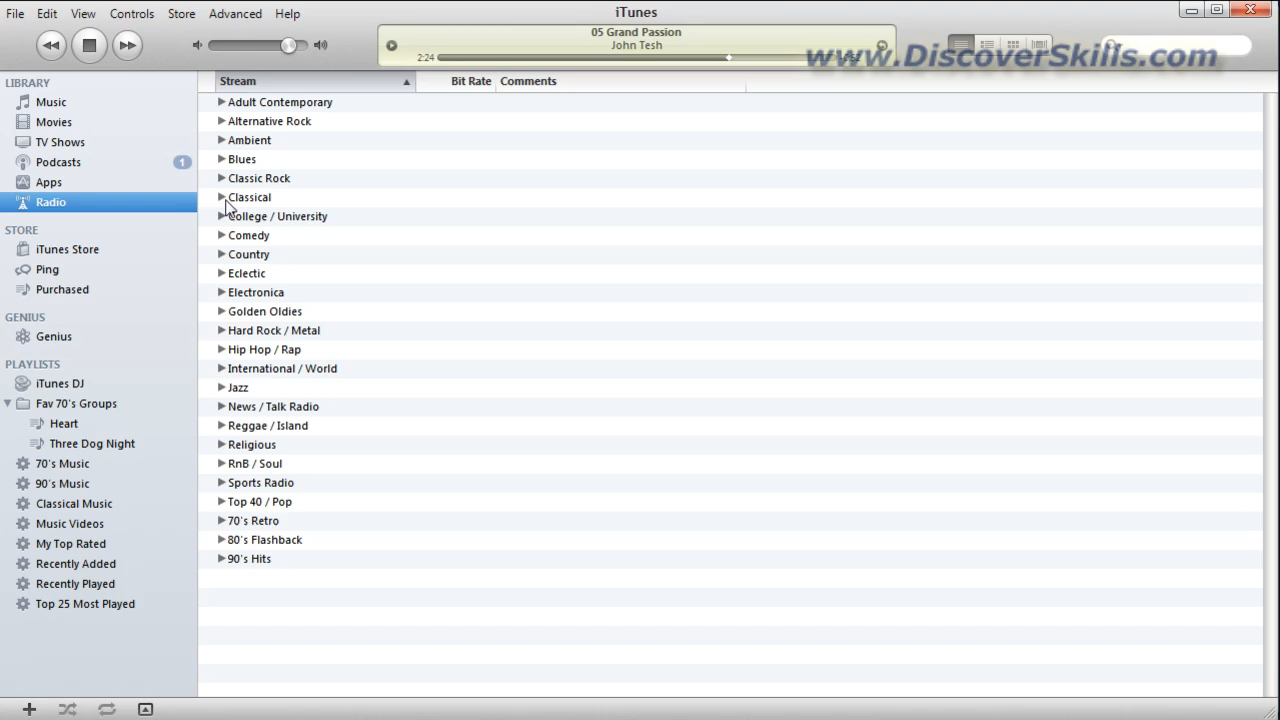 File Edit View Controls Store Advanced Help
iTunes
05 Grand Passion
John Tesh
2:24
www.DiscoverSkills.com
LIBRARY
Music
Movies
TV Shows
Podcasts 1
Apps
Radio
STORE
iTunes Store
Ping
Purchased
GENIUS
Genius
PLAYLISTS
iTunes DJ
Fav 70's Groups
Heart
Three Dog Night
70's Music
90's Music
Classical Music
Music Videos
My Top Rated
Recently Added
Recently Played
Top 25 Most Played
Stream Bit Rate Comments
Adult Contemporary
Alternative Rock
Ambient
Blues
Classic Rock
Classical
College / University
Comedy
Country
Eclectic
Electronica
Golden Oldies
Hard Rock / Metal
Hip Hop / Rap
International / World
Jazz
News / Talk Radio
Reggae / Island
Religious
RnB / Soul
Sports Radio
Top 40 / Pop
70's Retro
80's Flashback
90's Hits